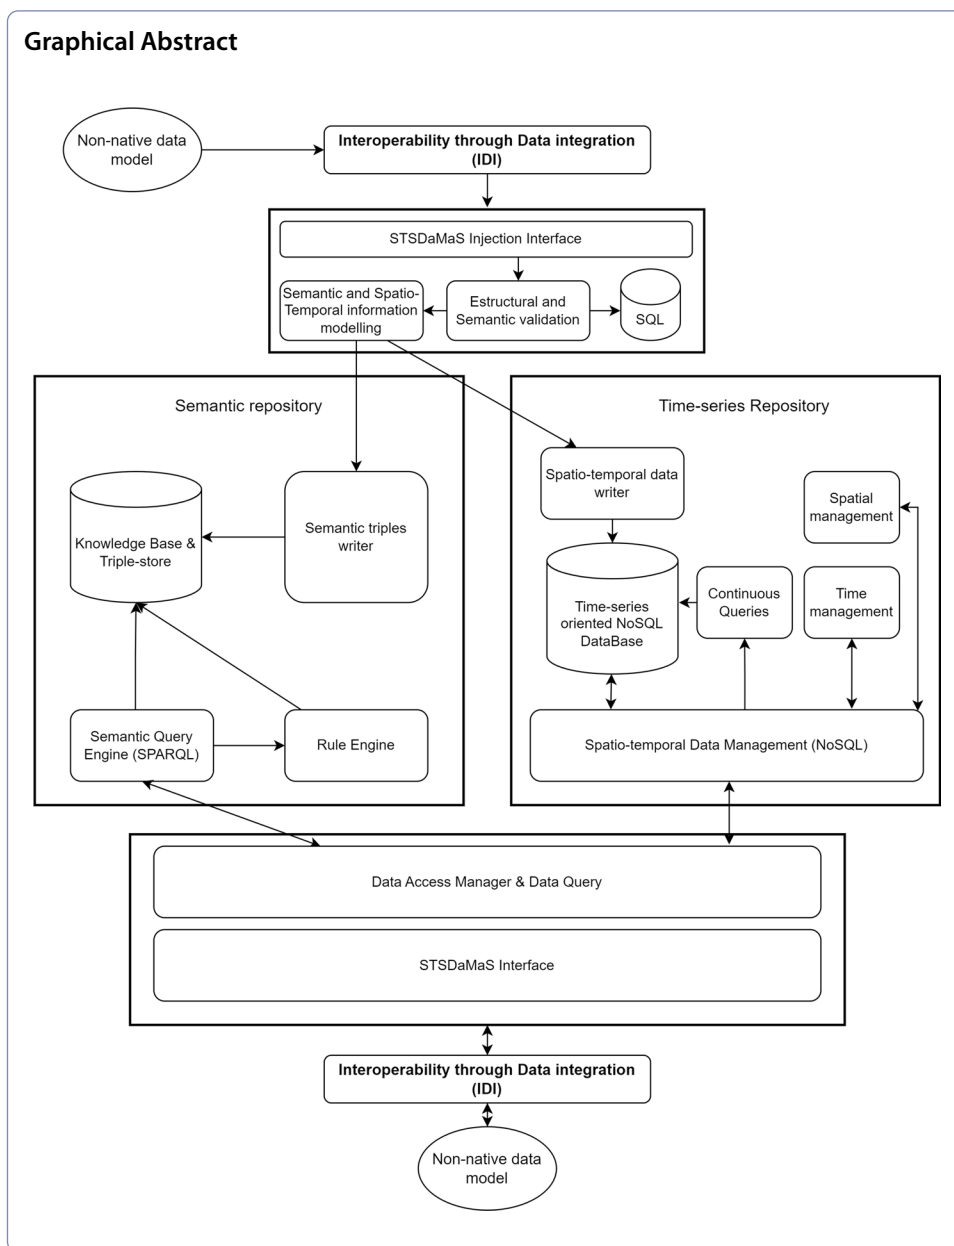 Graphical Abstract
Non-native data
model
Interoperability through Data integration
(IDI)
STSDaMaS Injection Interface
Semantic and Spatio-
Temporal information
modelling
Estructural and
Semantic validation
SQL
Semantic repository
Time-series Repository
Knowledge Base &
Triple-store
Semantic triples
writer
Spatio-temporal data
writer
Spatial
management
Time-series
oriented NoSQL
DataBase
Continuous
Queries
Time
management
Semantic Query
Engine (SPARQL)
Rule Engine
Spatio-temporal Data Management (NoSQL)
Data Access Manager & Data Query
STSDaMaS Interface
Interoperability through Data integration
(IDI)
Non-native data
model